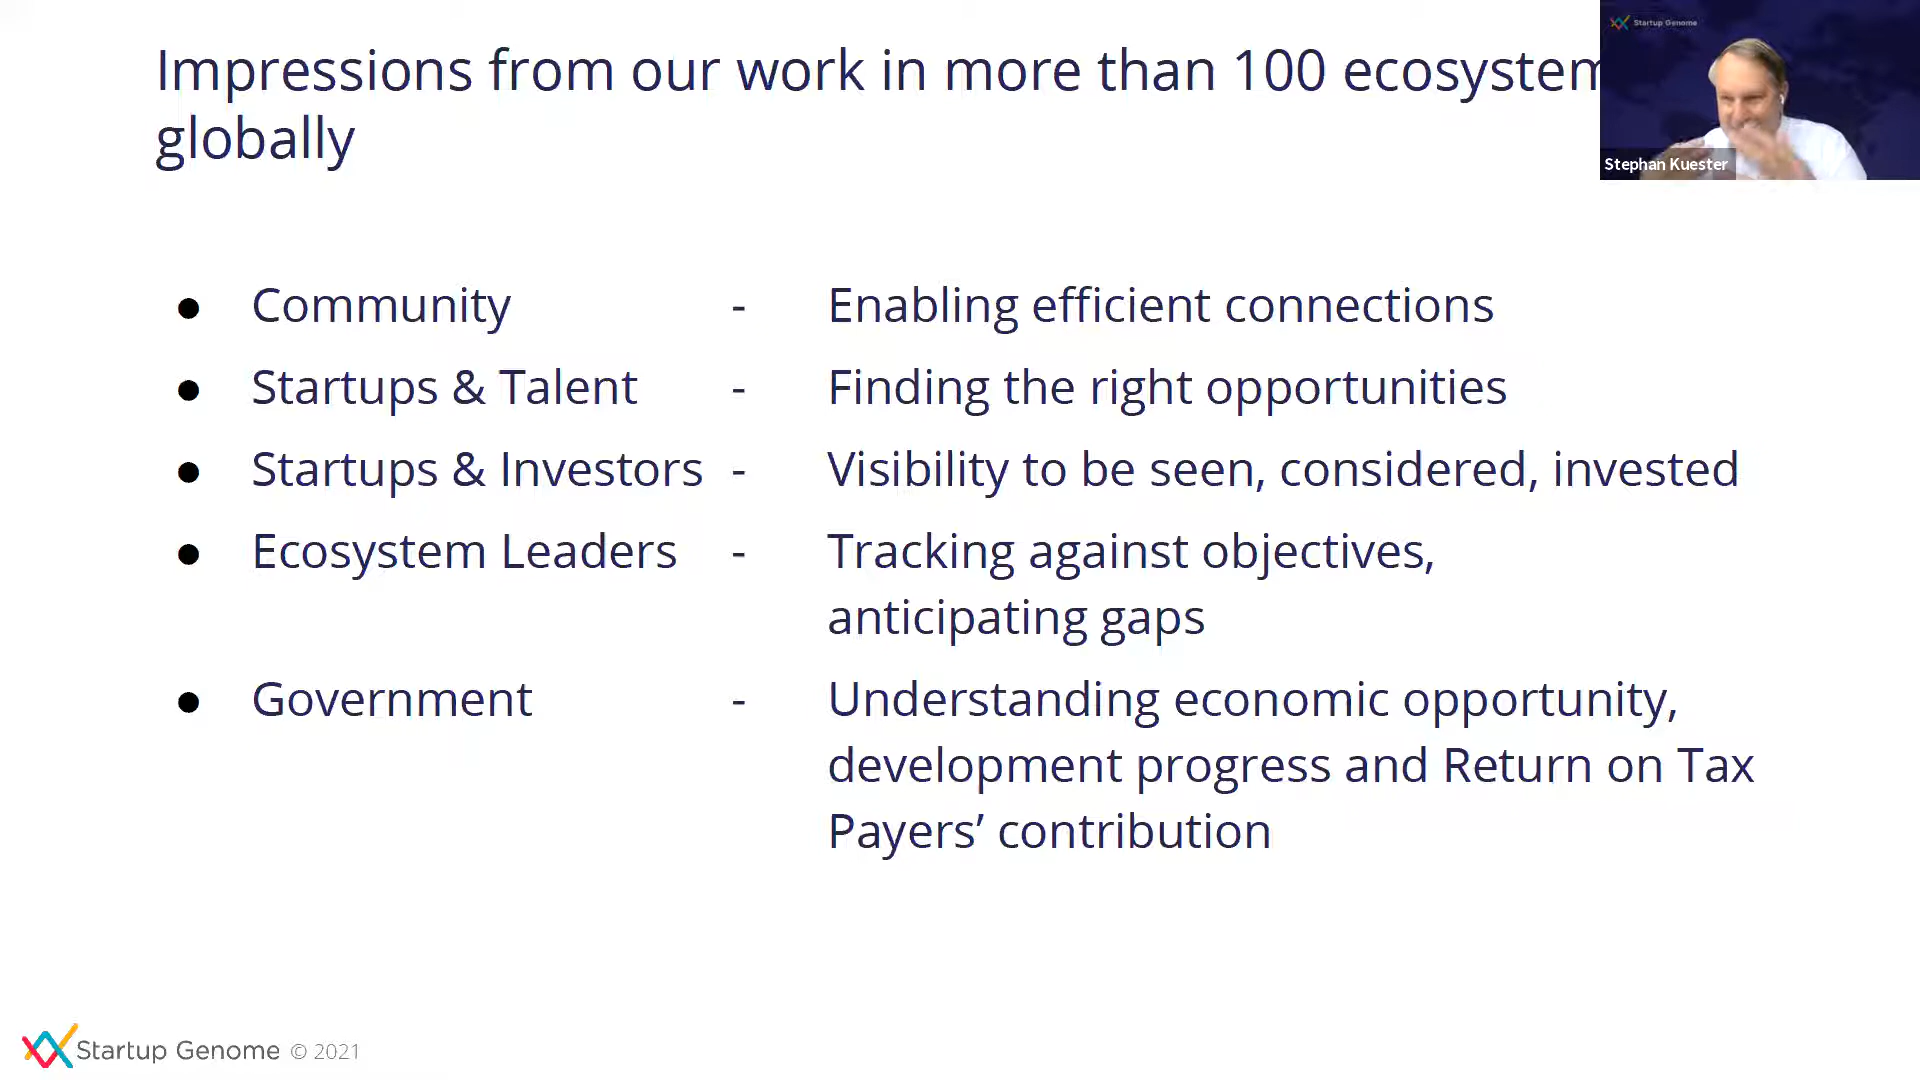 Impressions from our work in more than 100 ecosystem
globally
Startup Genome
Stephan Kuester
● Community - Enabling efficient connections
● Startups & Talent - Finding the right opportunities
● Startups & Investors - Visibility to be seen, considered, invested
● Ecosystem Leaders - Tracking against objectives,
anticipating gaps
● Government - Understanding economic opportunity,
development progress and Return on Tax
Payers’ contribution
Startup Genome © 2021